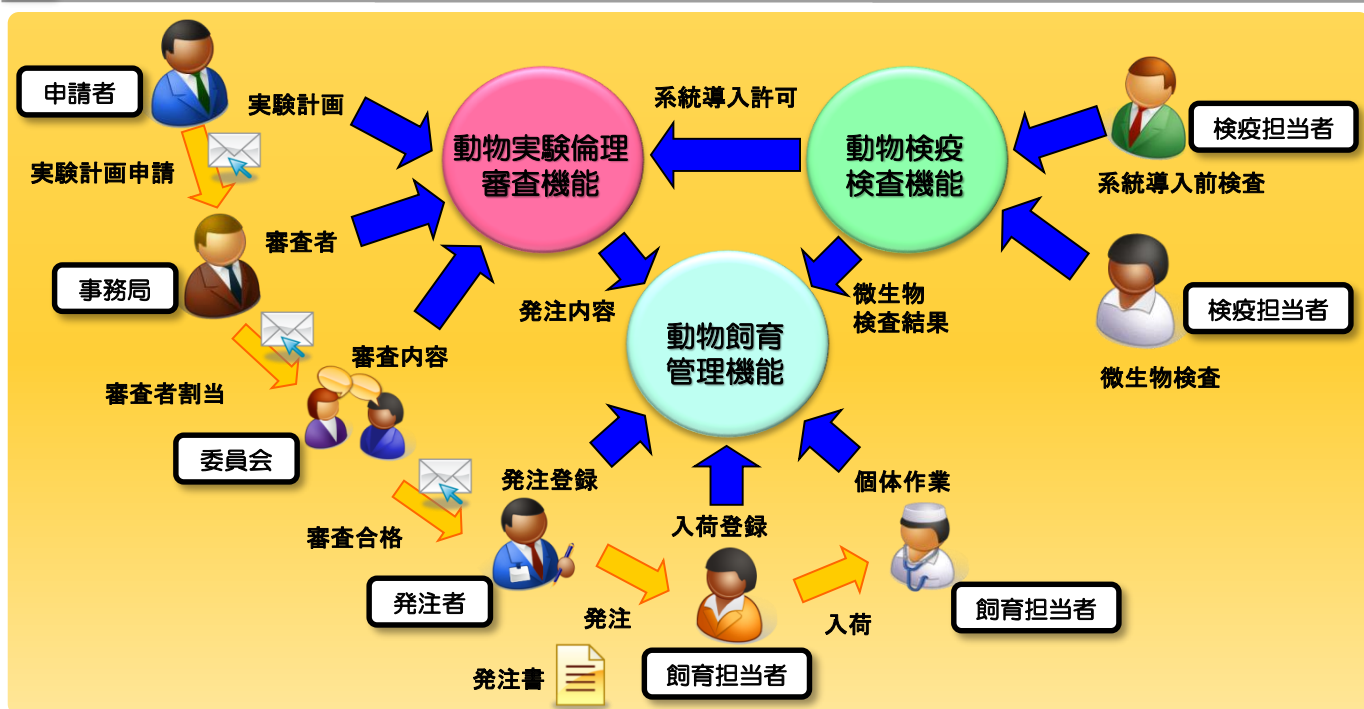 申請者
実験計画
実験計画申請
動物実験倫理
審査機能
系統導入許可
動物検疫
検査機能
検疫担当者
系統導入前検査
審査者
事務局
発注内容
微生物
検査結果
検疫担当者
微生物検査
動物飼育
管理機能
審査内容
審査者割当
委員会
発注登録
入荷登録
個体作業
審査合格
発注者
発注
入荷
飼育担当者
発注書
飼育担当者